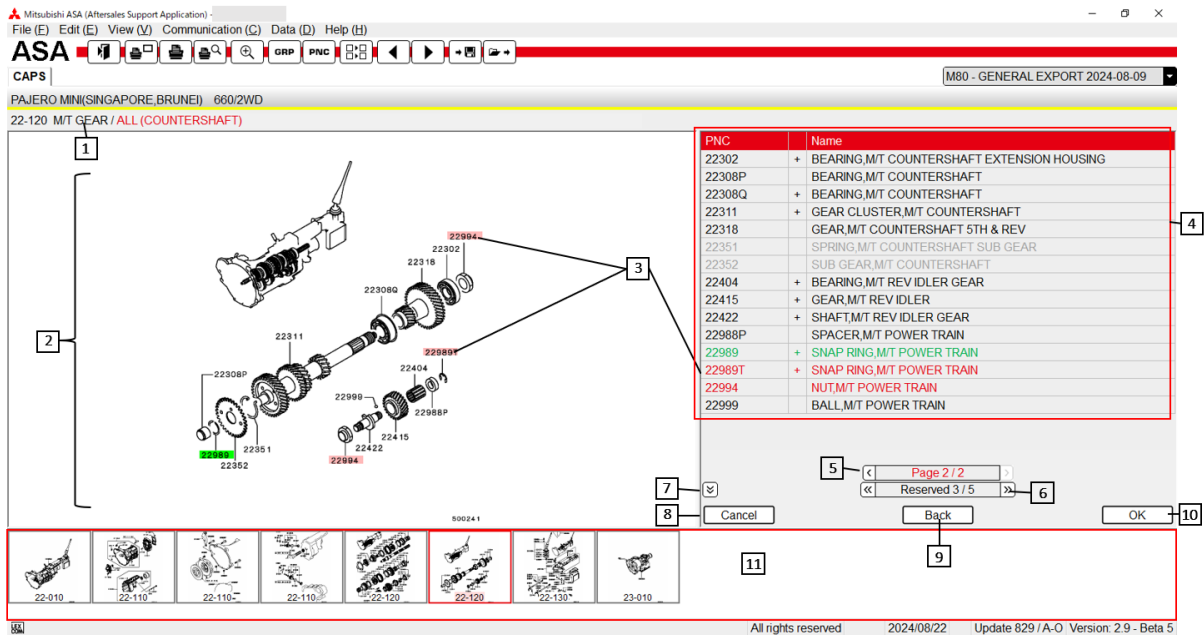 Mitsubishi ASA (Aftersales Support Application) -
File (F) Edit (E) View (V) Communication (C) Data (D) Help (H)
ASA GRP PNC
CAPS
M80 - GENERAL EXPORT 2024-08-09
PAJERO MINI(SINGAPORE,BRUNEI) 660/2WD
22-120 M/T GEAR / ALL (COUNTERSHAFT)
1
2
3
22994
22302
22318
22308Q
22311
22989T
22404
22308P
22999
22988P
22415
22422
22351
22989
22994
22352
500241
PNC Name
22302 + BEARING,M/T COUNTERSHAFT EXTENSION HOUSING
22308P BEARING,M/T COUNTERSHAFT
22308Q + BEARING,M/T COUNTERSHAFT
22311 + GEAR CLUSTER,M/T COUNTERSHAFT
22318 GEAR,M/T COUNTERSHAFT 5TH & REV
22351 SPRING,M/T COUNTERSHAFT SUB GEAR
22352 SUB GEAR,M/T COUNTERSHAFT
22404 + BEARING,M/T REV IDLER GEAR
22415 + GEAR,M/T REV IDLER
22422 + SHAFT,M/T REV IDLER GEAR
22988P SPACER,M/T POWER TRAIN
22989 + SNAP RING,M/T POWER TRAIN
22989T + SNAP RING,M/T POWER TRAIN
22994 NUT,M/T POWER TRAIN
22999 BALL,M/T POWER TRAIN
4
5 < Page 2 / 2 >
7 « Reserved 3 / 5 » 6
8 Cancel Back OK 10
9
11
22-010 22-110 22-110 22-110 22-120 22-120 22-130 23-010
LEX COM
All rights reserved 2024/08/22 Update 829 / A-O Version: 2.9 - Beta 5